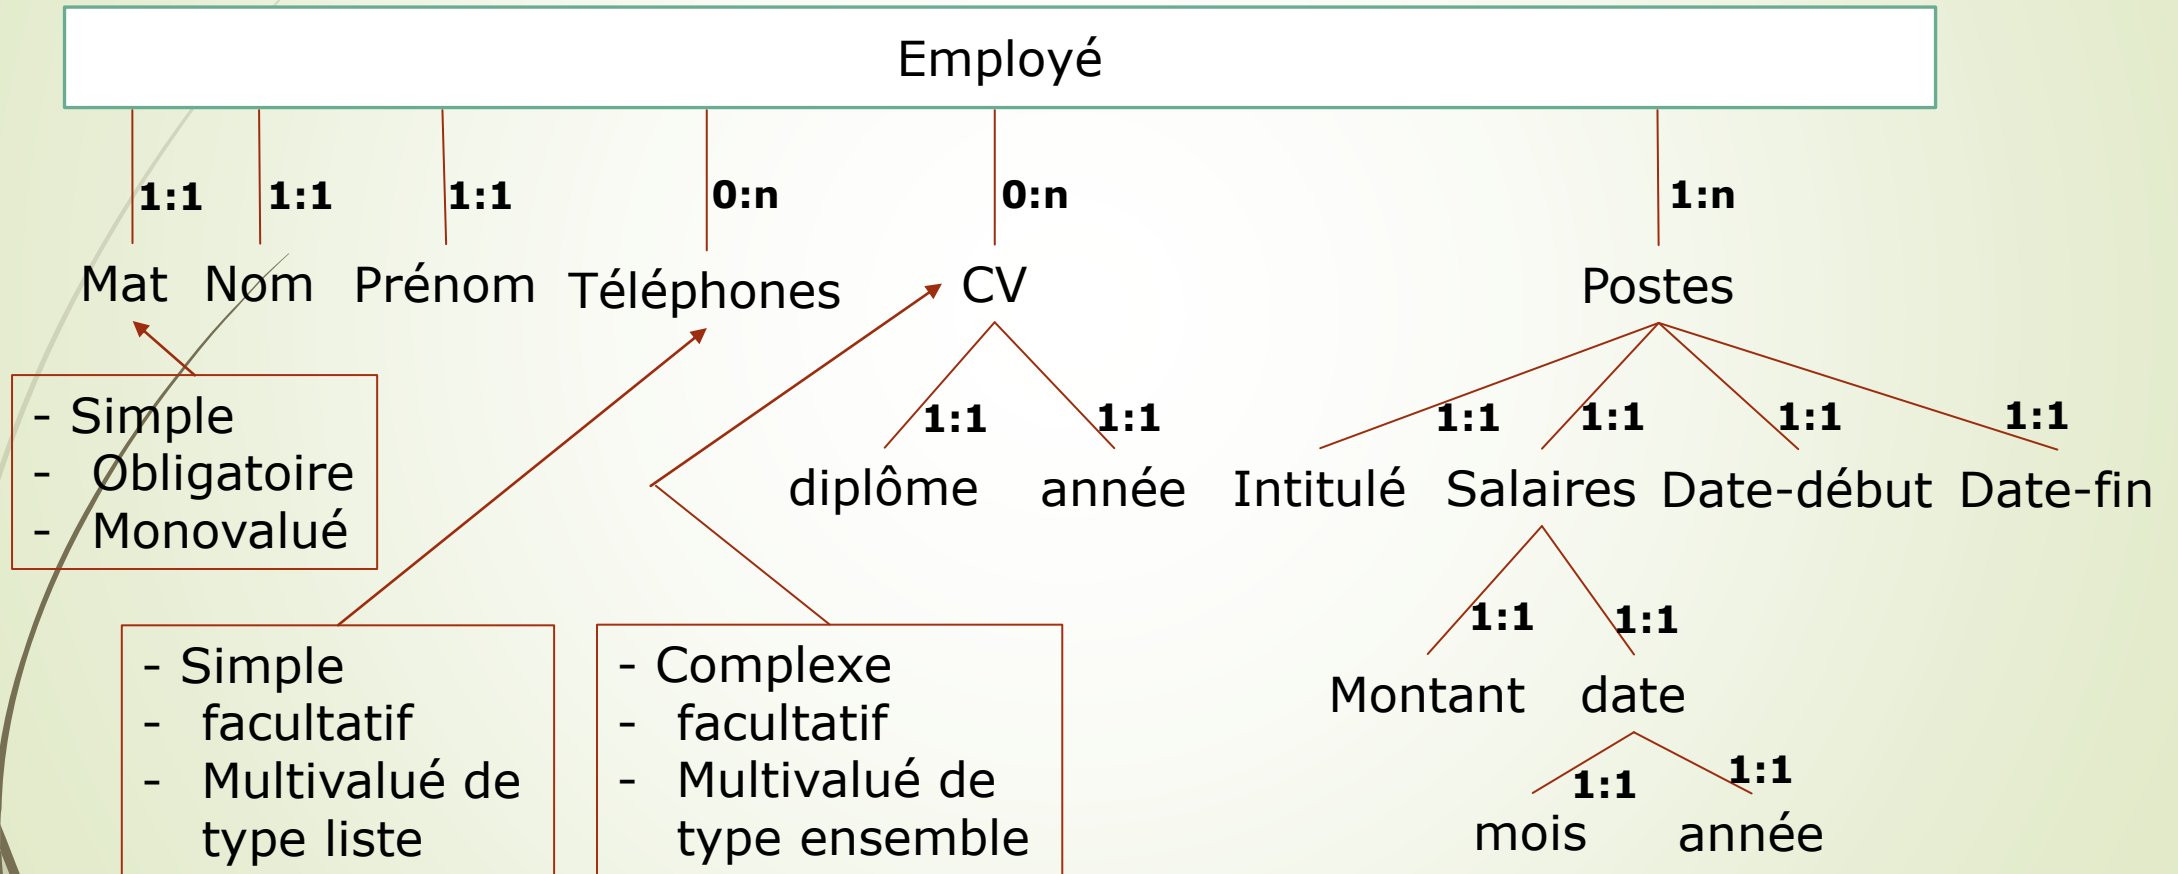 Employé
1:1 1:1 1:1 0:n 0:n 1:n
Mat Nom Prénom Téléphones CV Postes
- Simple
- Obligatoire
- Monovalué
1:1 1:1 1:1 1:1 1:1 1:1
diplôme année Intitulé Salaires Date-début Date-fin
1:1 1:1
Montant date
1:1 1:1
mois année
- Simple
- facultatif
- Multivalué de
type liste
- Complexe
- facultatif
- Multivalué de
type ensemble